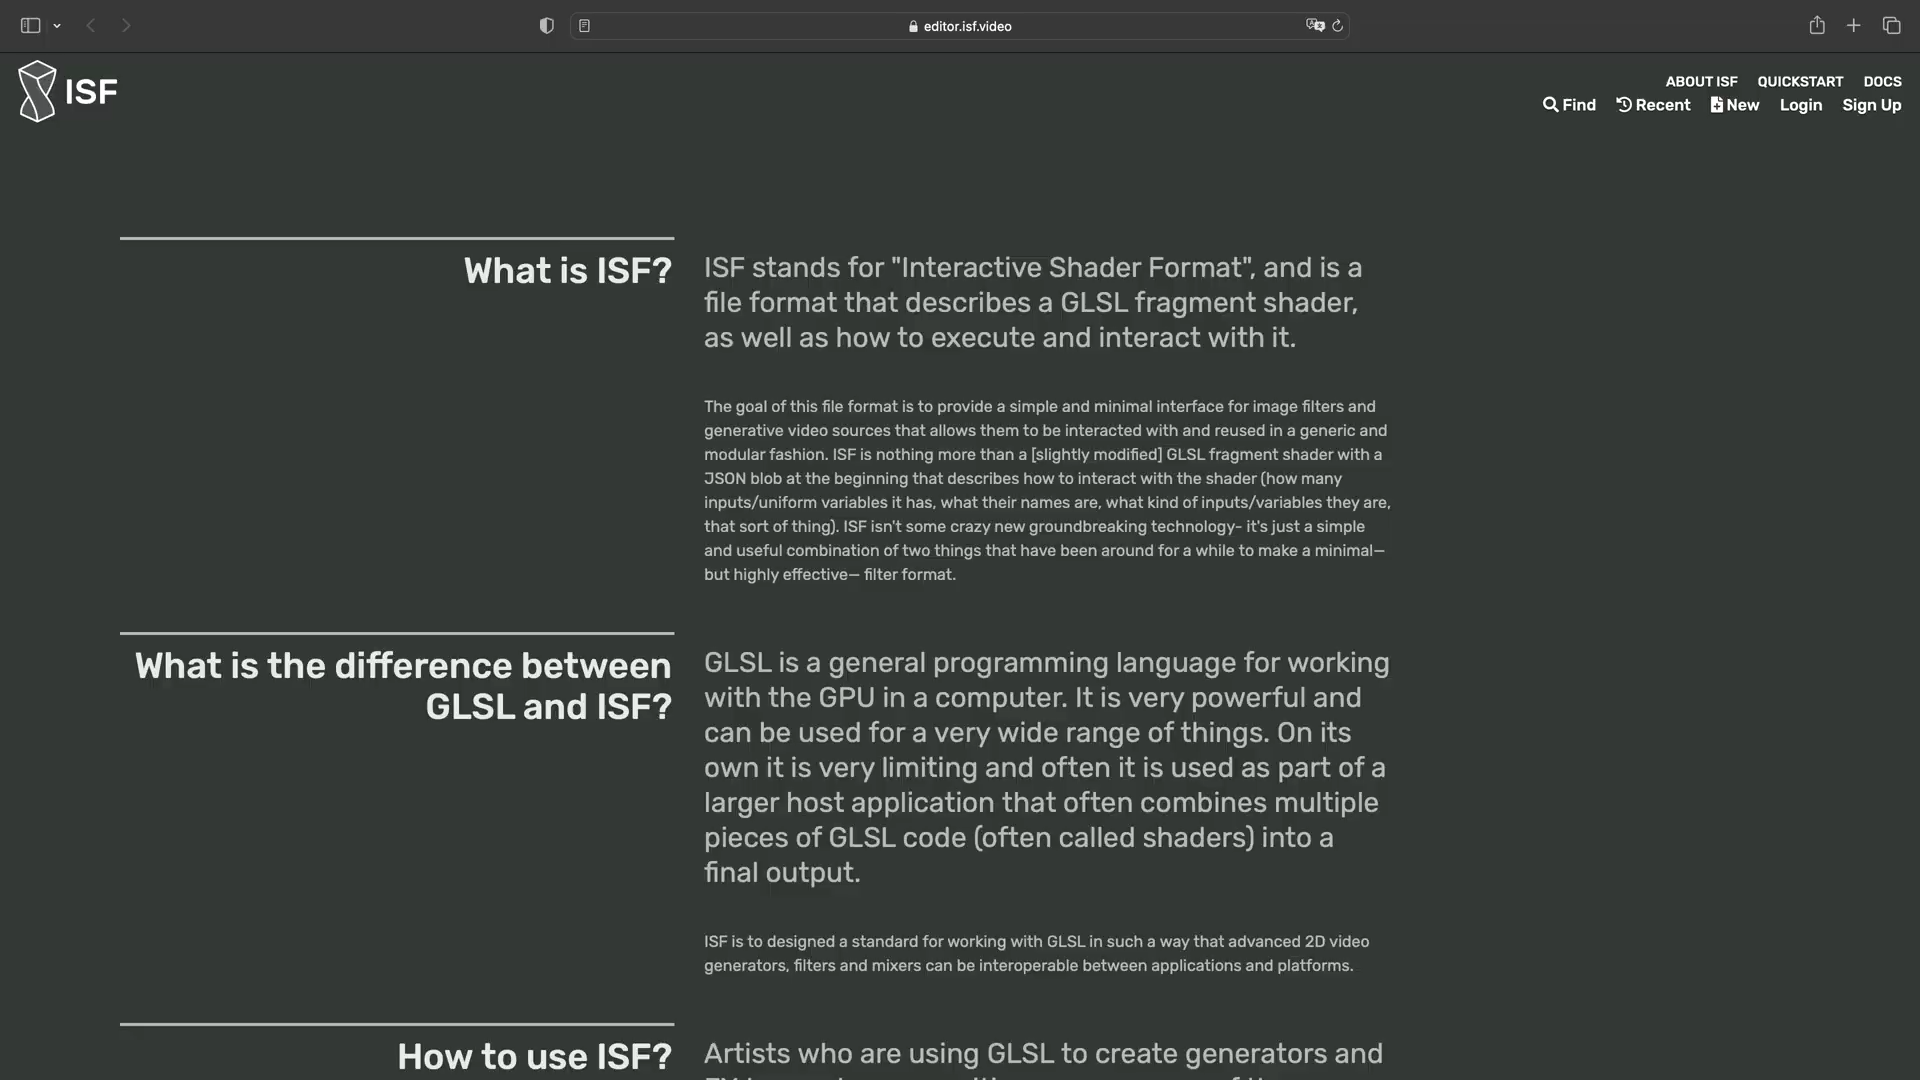 editor.isf.video
ISF
ABOUT ISF QUICKSTART DOCS
Find Recent New Login Sign Up
What is ISF?
ISF stands for "Interactive Shader Format", and is a
file format that describes a GLSL fragment shader,
as well as how to execute and interact with it.
The goal of this file format is to provide a simple and minimal interface for image filters and
generative video sources that allows them to be interacted with and reused in a generic and
modular fashion. ISF is nothing more than a [slightly modified] GLSL fragment shader with a
JSON blob at the beginning that describes how to interact with the shader (how many
inputs/uniform variables it has, what their names are, what kind of inputs/variables they are,
that sort of thing). ISF isn't some crazy new groundbreaking technology- it's just a simple
and useful combination of two things that have been around for a while to make a minimal—
but highly effective— filter format.
What is the difference between
GLSL and ISF?
GLSL is a general programming language for working
with the GPU in a computer. It is very powerful and
can be used for a very wide range of things. On its
own it is very limiting and often it is used as part of a
larger host application that often combines multiple
pieces of GLSL code (often called shaders) into a
final output.
ISF is to designed a standard for working with GLSL in such a way that advanced 2D video
generators, filters and mixers can be interoperable between applications and platforms.
How to use ISF?
Artists who are using GLSL to create generators and